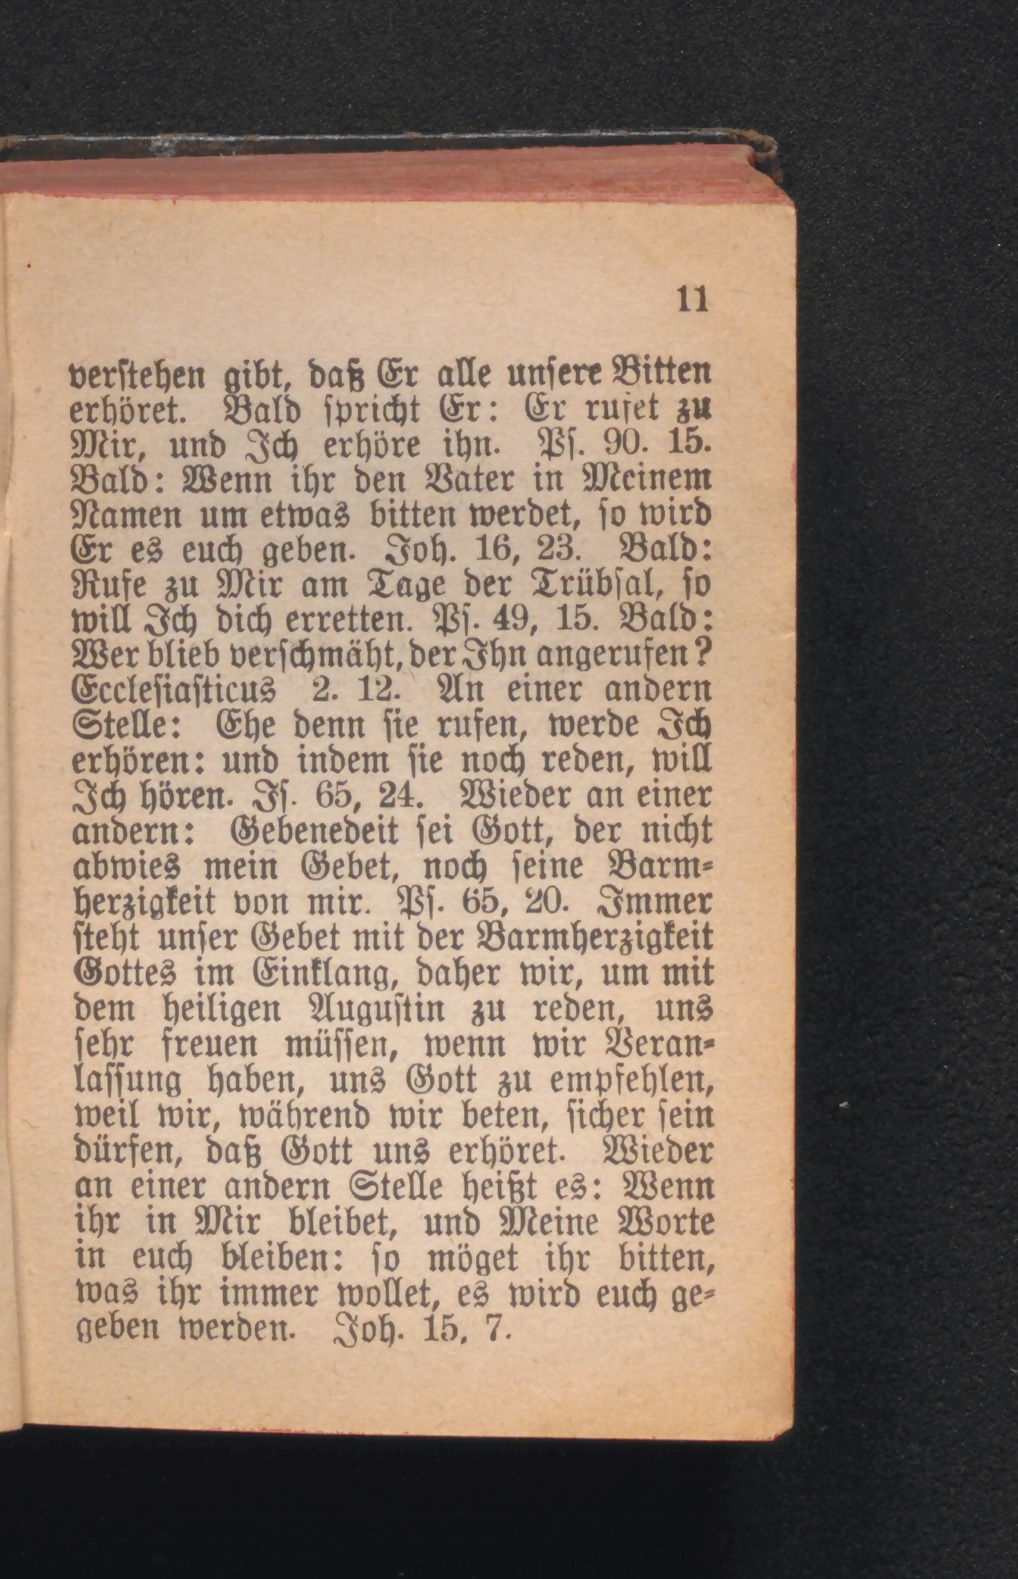 11
verstehen gibt, daß Er alle unsere Bitten
erhöret. Bald spricht Er: Er rufet zu
Mir, und Ich erhöre ihn. Ps. 90. 15.
Bald: Wenn ihr den Vater in Meinem
Namen um etwas bitten werdet, so wird
Er es euch geben. Joh. 16, 23. Bald:
Rufe zu Mir am Tage der Trübsal, so
will Ich dich erretten. Ps. 49, 15. Bald:
Wer blieb verschmäht, der Ihn angerufen?
Ecclesiasticus 2. 12. An einer andern
Stelle: Ehe denn sie rufen, werde Ich
erhören: und indem sie noch reden, will
Ich hören. Is. 65, 24. Wieder an einer
andern: Gebenedeit sei Gott, der nicht
abwies mein Gebet, noch seine Barm-
herzigkeit von mir. Ps. 65, 20. Immer
steht unser Gebet mit der Barmherzigkeit
Gottes im Einklang, daher wir, um mit
dem heiligen Augustin zu reden, uns
sehr freuen müssen, wenn wir Veran-
lassung haben, uns Gott zu empfehlen,
weil wir, während wir beten, sicher sein
dürfen, daß Gott uns erhöret. Wieder
an einer andern Stelle heißt es: Wenn
ihr in Mir bleibet, und Meine Worte
in euch bleiben: so möget ihr bitten,
was ihr immer wollet, es wird euch ge-
geben werden. Joh. 15, 7.